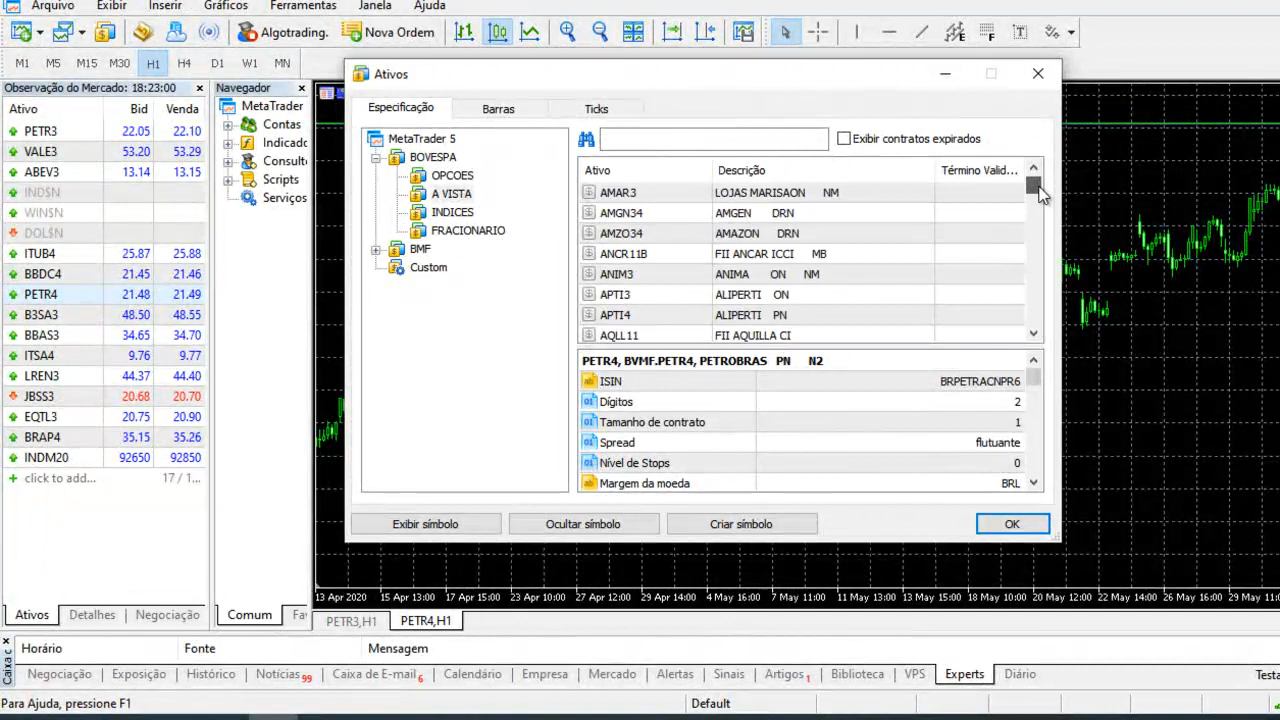 Arquivo Exibir Inserir Gráficos Ferramentas Janela Ajuda
Algotrading. Nova Ordem
M1 M5 M15 M30 H1 H4 D1 W1 MN
Observação do Mercado: 18:23:00
Ativo Bid Venda
PETR3 22.05 22.10
VALE3 53.20 53.29
ABEV3 13.14 13.15
IND$N
WIN$N
DOL$N
ITUB4 25.87 25.88
BBDC4 21.45 21.46
PETR4 21.48 21.49
B3SA3 48.50 48.55
BBAS3 34.65 34.70
ITSA4 9.76 9.77
LREN3 44.37 44.40
JBSS3 20.68 20.70
EQTL3 20.75 20.90
BRAP4 35.15 35.26
INDM20 92650 92850
click to add... 17 / 1...
Ativos Detalhes Negociação
Navegador
MetaTrader
Contas
Indicado
Consult
Scripts
Serviços
Comum Fa
Ativos
Especificação Barras Ticks
MetaTrader 5
BOVESPA
OPCOES
A VISTA
INDICES
FRACIONARIO
BMF
Custom
Exibir contratos expirados
Ativo Descrição Término Valid...
AMAR3 LOJAS MARISAON NM
AMGN34 AMGEN DRN
AMZO34 AMAZON DRN
ANCR11B FII ANCAR ICCI MB
ANIM3 ANIMA ON NM
APTI3 ALIPERTI ON
APTI4 ALIPERTI PN
AQLL11 FII AQUILLA CI
PETR4, BVMF.PETR4, PETROBRAS PN N2
ISIN BRPETRACNPR6
Dígitos 2
Tamanho de contrato 1
Spread flutuante
Nível de Stops 0
Margem da moeda BRL
Exibir símbolo Ocultar símbolo Criar símbolo OK
13 Apr 2020 15 Apr 13:00 17 Apr 15:00 23 Apr 10:00 27 Apr 12:00 29 Apr 14:00 4 May 16:00 7 May 11:00 11 May 13:00 13 May 15:00 18 May 10:00 20 May 12:00 22 May 14:00 26 May 16:00 29 May 11:
PETR3,H1 PETR4,H1
Caixa c
Horário Fonte Mensagem
Negociação Exposição Histórico Notícias 99 Caixa de E-mail 6 Calendário Empresa Mercado Alertas Sinais Artigos 1 Biblioteca VPS Experts Diário Testa
Para Ajuda, pressione F1 Default